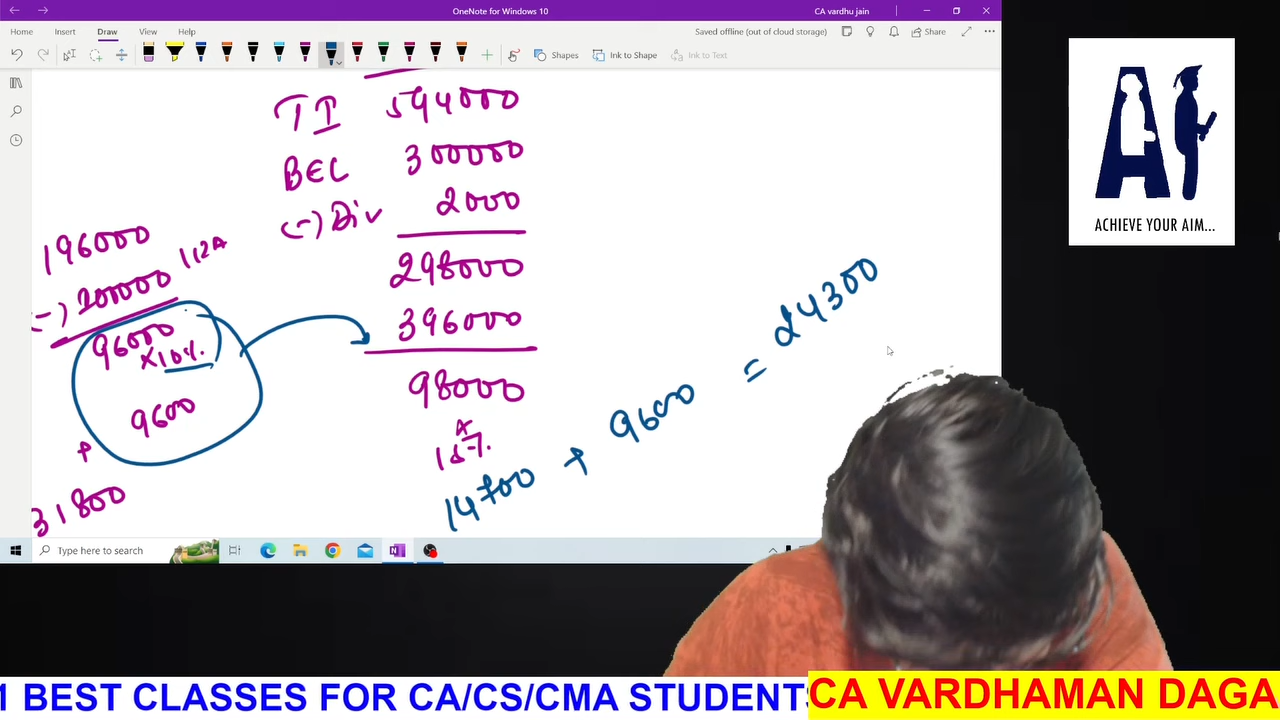 OneNote for Windows 10
CA vardhu jain
Home Insert Draw View Help
Saved offline (out of cloud storage)
Share
Shapes
Ink to Shape
Ink to Text
TI 594000
BEL 300000
(-) Div 2000
298000
396000
98000
x
15%
14700 + 9600 = 24300
196000
(-) 200000 112A
96000
x10%
9600
+
31800
Type here to search
ACHIEVE YOUR AIM...
1 BEST CLASSES FOR CA/CS/CMA STUDENTS
CA VARDHAMAN DAGA